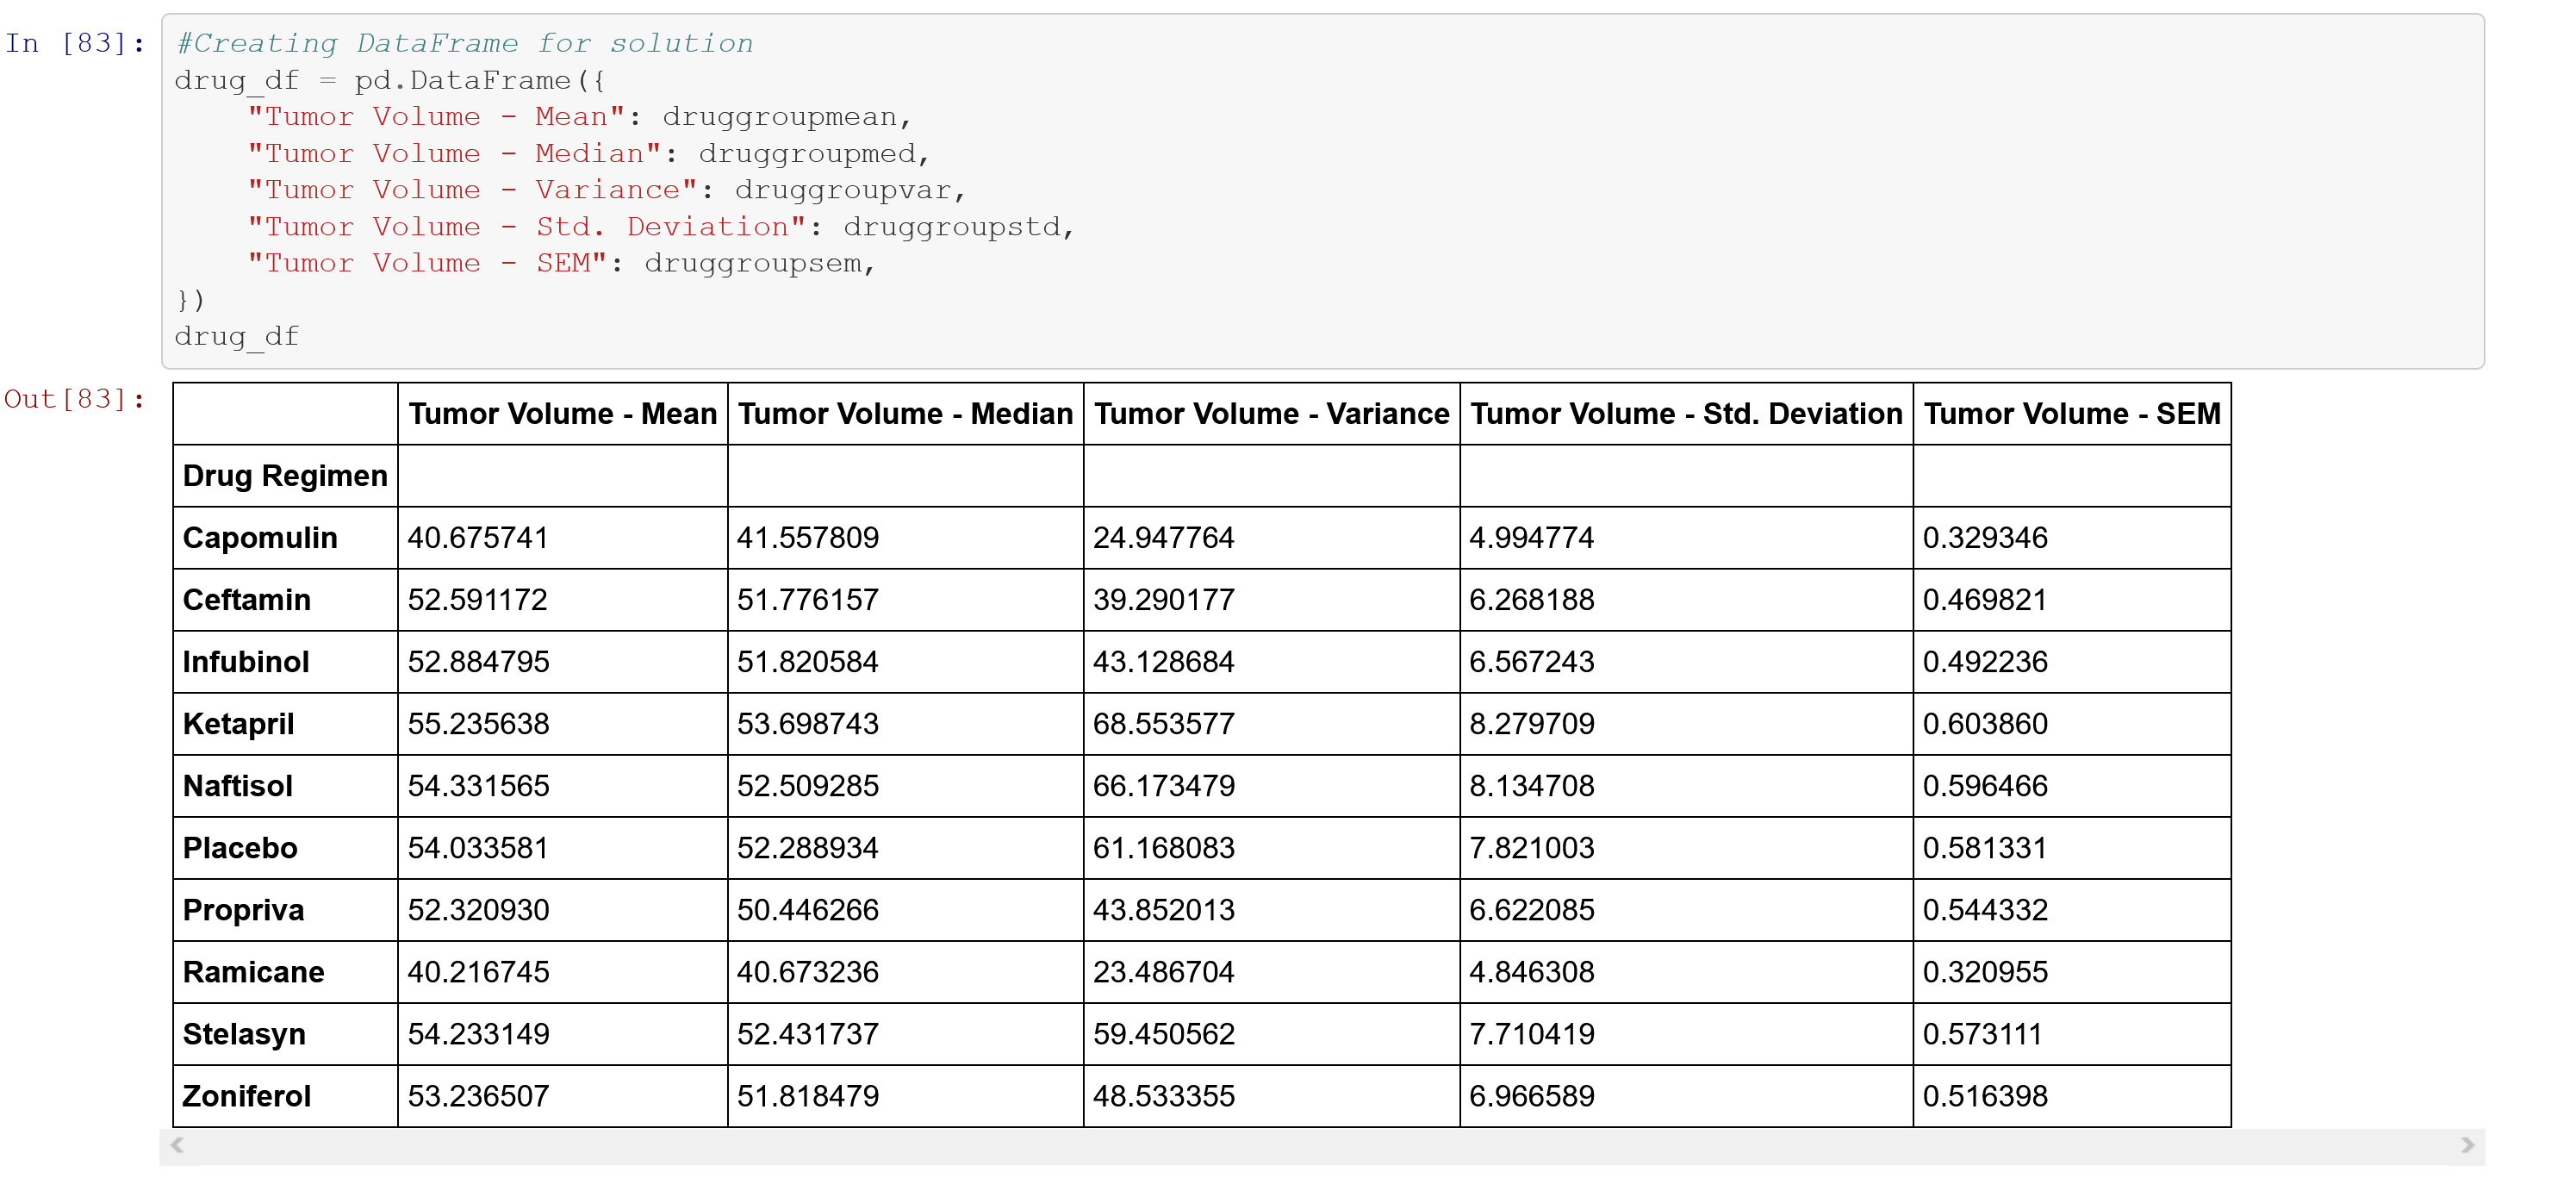 In [83]: #Creating DataFrame for solution
drug_df = pd.DataFrame({
    "Tumor Volume - Mean": druggroupmean,
    "Tumor Volume - Median": druggroupmed,
    "Tumor Volume - Variance": druggroupvar,
    "Tumor Volume - Std. Deviation": druggroupstd,
    "Tumor Volume - SEM": druggroupsem,
})
drug_df
Out[83]: Tumor Volume - Mean Tumor Volume - Median Tumor Volume - Variance Tumor Volume - Std. Deviation Tumor Volume - SEM
Drug Regimen
Capomulin 40.675741 41.557809 24.947764 4.994774 0.329346
Ceftamin 52.591172 51.776157 39.290177 6.268188 0.469821
Infubinol 52.884795 51.820584 43.128684 6.567243 0.492236
Ketapril 55.235638 53.698743 68.553577 8.279709 0.603860
Naftisol 54.331565 52.509285 66.173479 8.134708 0.596466
Placebo 54.033581 52.288934 61.168083 7.821003 0.581331
Propriva 52.320930 50.446266 43.852013 6.622085 0.544332
Ramicane 40.216745 40.673236 23.486704 4.846308 0.320955
Stelasyn 54.233149 52.431737 59.450562 7.710419 0.573111
Zoniferol 53.236507 51.818479 48.533355 6.966589 0.516398